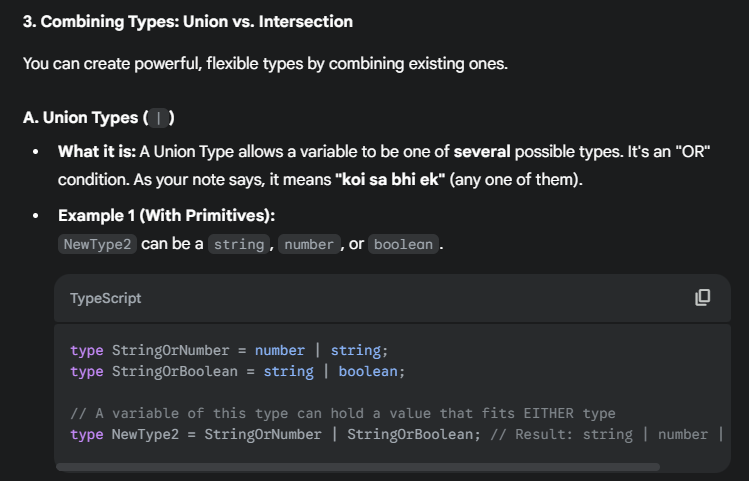 3. Combining Types: Union vs. Intersection
You can create powerful, flexible types by combining existing ones.
A. Union Types ( | )
• What it is: A Union Type allows a variable to be one of several possible types. It's an "OR"
condition. As your note says, it means "koi sa bhi ek" (any one of them).
• Example 1 (With Primitives):
NewType2 can be a string, number, or boolean.
TypeScript
type StringOrNumber = number | string;
type StringOrBoolean = string | boolean;
// A variable of this type can hold a value that fits EITHER type
type NewType2 = StringOrNumber | StringOrBoolean; // Result: string | number |